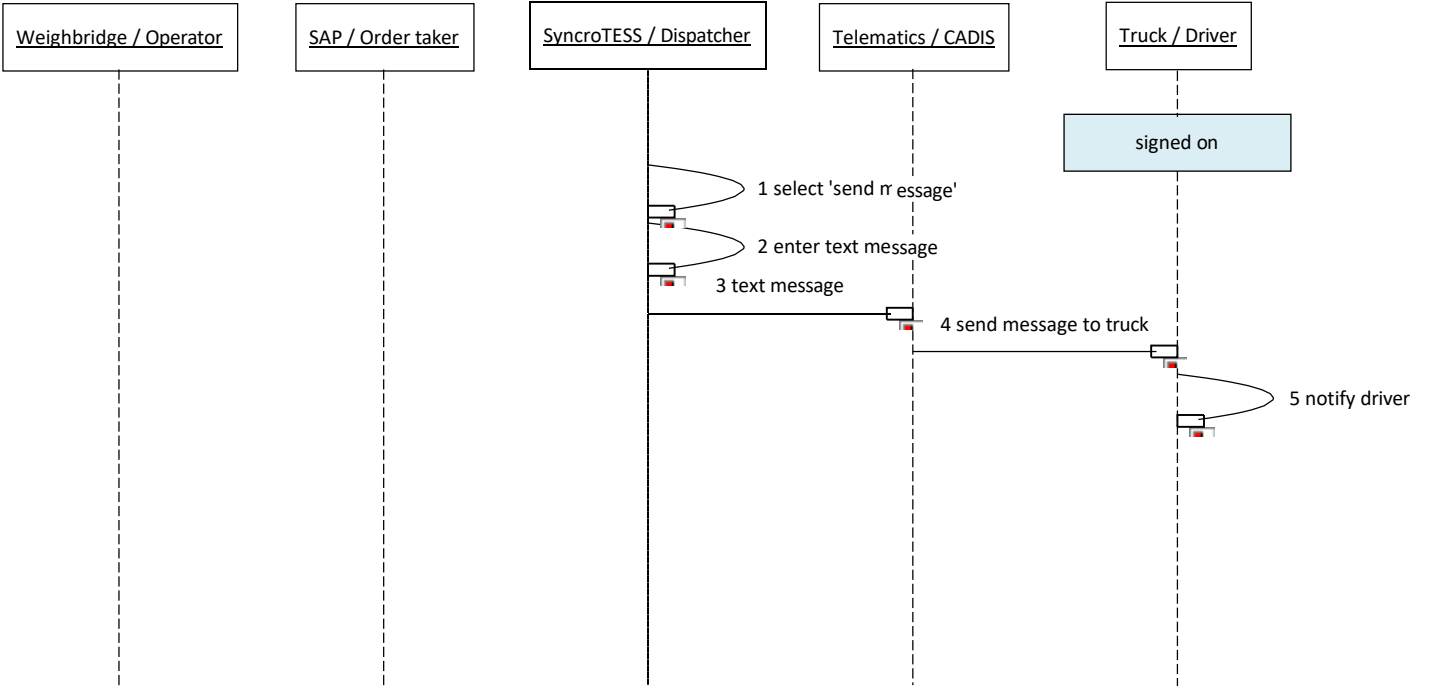 Weighbridge / Operator
SAP / Order taker
SyncroTESS / Dispatcher
Telematics / CADIS
Truck / Driver
signed on
1 select 'send message'
2 enter text message
3 text message
4 send message to truck
5 notify driver